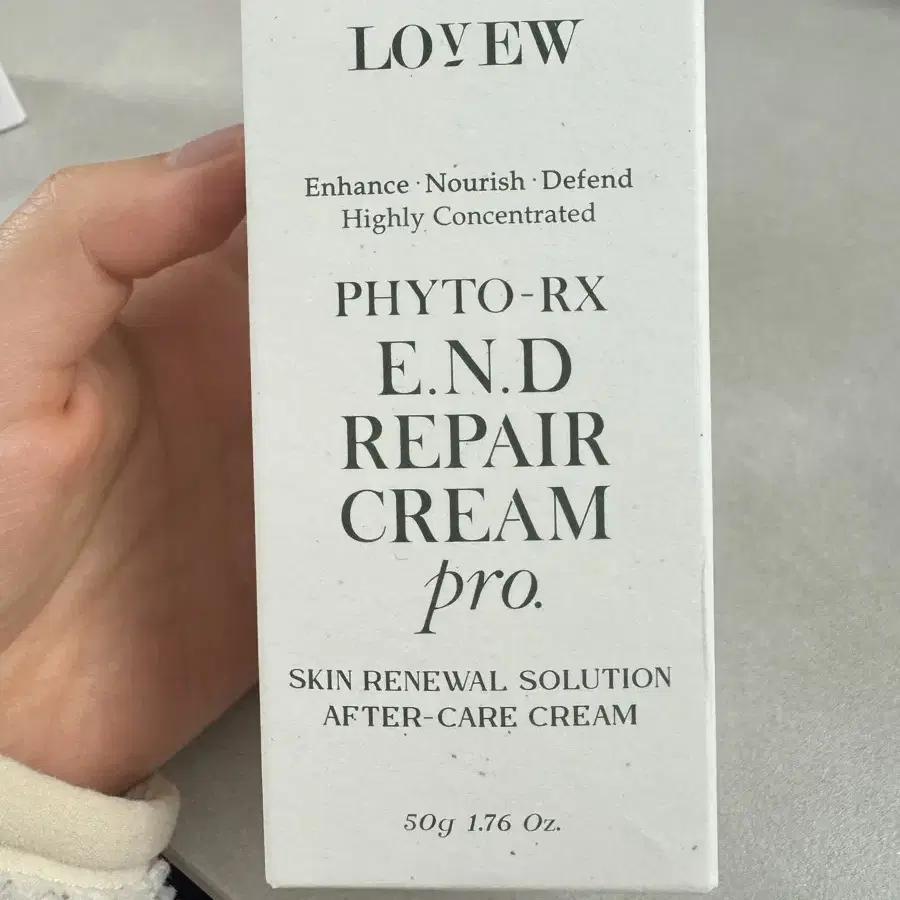 LOVEW
Enhance · Nourish · Defend
Highly Concentrated
PHYTO-RX
E.N.D
REPAIR
CREAM
pro.
SKIN RENEWAL SOLUTION
AFTER-CARE CREAM
50g 1.76 Oz.